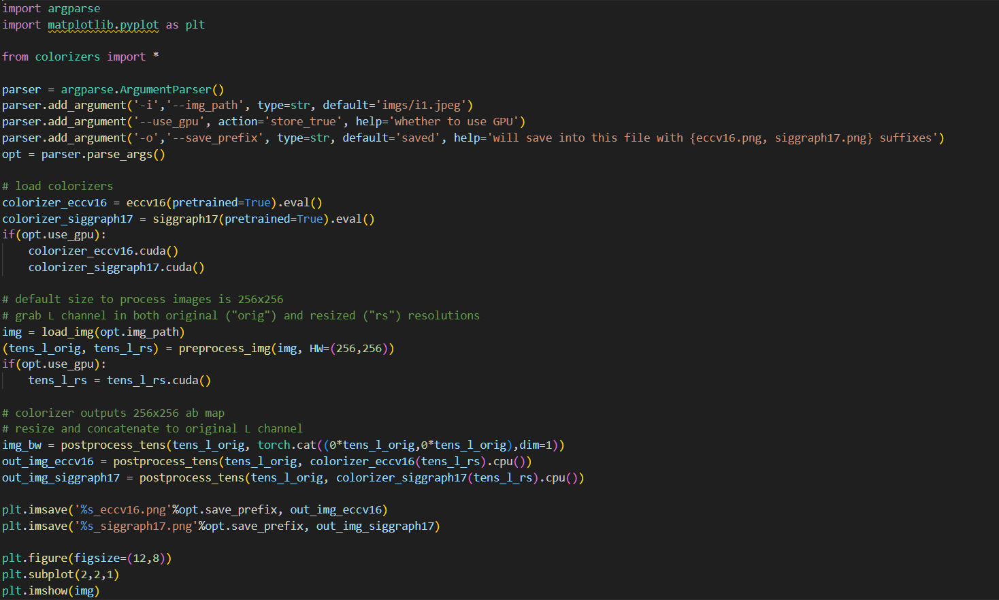 import argparse
import matplotlib.pyplot as plt
from colorizers import *
parser = argparse.ArgumentParser()
parser.add_argument('-i','--img_path', type=str, default='imgs/i1.jpeg')
parser.add_argument('--use_gpu', action='store_true', help='whether to use GPU')
parser.add_argument('-o','--save_prefix', type=str, default='saved', help='will save into this file with {eccv16.png, siggraph17.png} suffixes')
opt = parser.parse_args()
# load colorizers
colorizer_eccv16 = eccv16(pretrained=True).eval()
colorizer_siggraph17 = siggraph17(pretrained=True).eval()
if(opt.use_gpu):
    colorizer_eccv16.cuda()
    colorizer_siggraph17.cuda()
# default size to process images is 256x256
# grab L channel in both original ("orig") and resized ("rs") resolutions
img = load_img(opt.img_path)
(tens_l_orig, tens_l_rs) = preprocess_img(img, HW=(256,256))
if(opt.use_gpu):
    tens_l_rs = tens_l_rs.cuda()
# colorizer outputs 256x256 ab map
# resize and concatenate to original L channel
img_bw = postprocess_tens(tens_l_orig, torch.cat((0*tens_l_orig,0*tens_l_orig),dim=1))
out_img_eccv16 = postprocess_tens(tens_l_orig, colorizer_eccv16(tens_l_rs).cpu())
out_img_siggraph17 = postprocess_tens(tens_l_orig, colorizer_siggraph17(tens_l_rs).cpu())
plt.imsave('%s_eccv16.png'%opt.save_prefix, out_img_eccv16)
plt.imsave('%s_siggraph17.png'%opt.save_prefix, out_img_siggraph17)
plt.figure(figsize=(12,8))
plt.subplot(2,2,1)
plt.imshow(img)